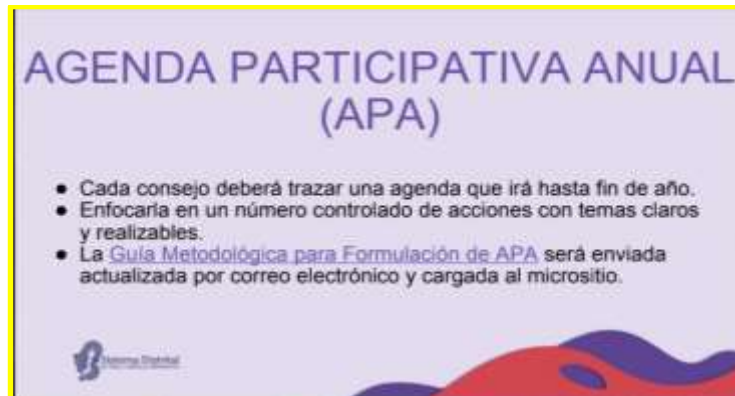 AGENDA PARTICIPATIVA ANUAL
(APA)
● Cada consejo deberá trazar una agenda que irá hasta fin de año.
● Enfocarla en un número controlado de acciones con temas claros
y realizables.
● La Guía Metodológica para Formulación de APA será enviada
actualizada por correo electrónico y cargada al micrositio.
Sistema Distrital